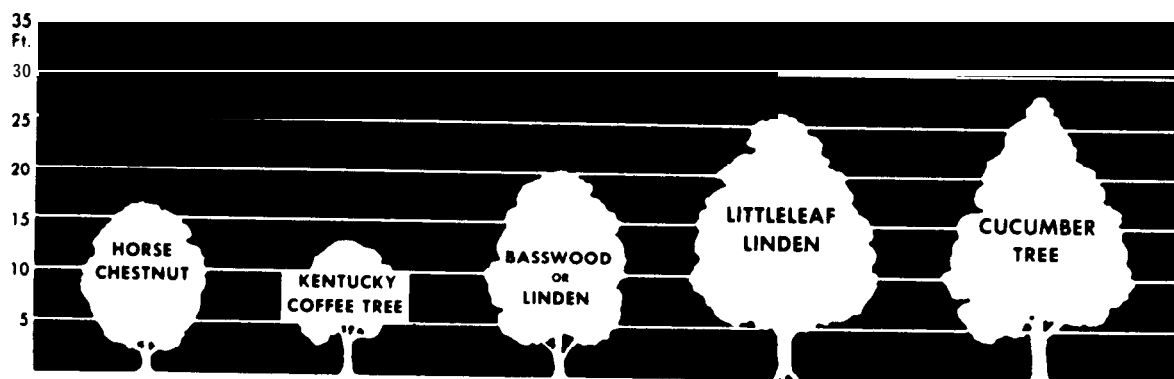 35
Ft.
30
25
20
15
10
5
HORSE
CHESTNUT
KENTUCKY
COFFEE TREE
BASSWOOD
OR
LINDEN
LITTLELEAF
LINDEN
CUCUMBER
TREE